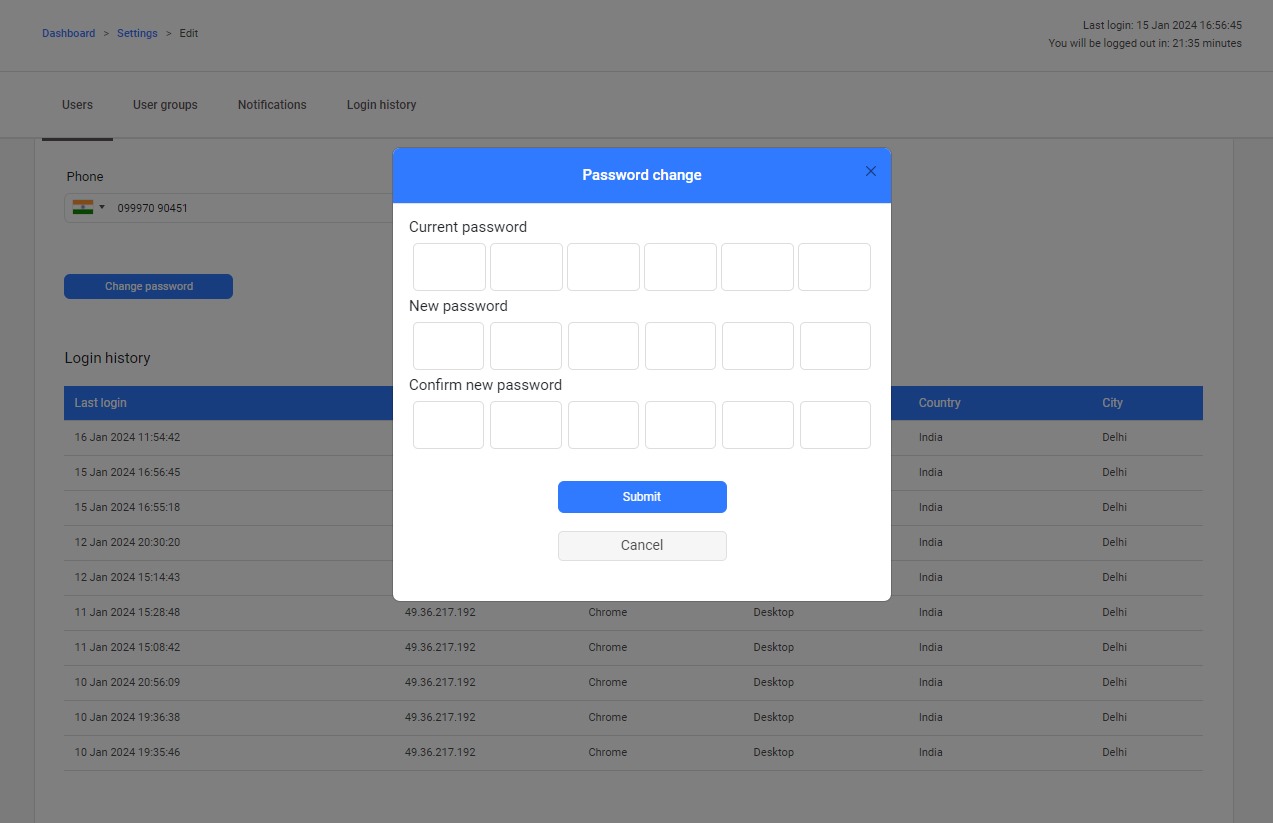 Dashboard > Settings > Edit
Last login: 15 Jan 2024 16:56:45
You will be logged out in: 21:35 minutes
Users User groups Notifications Login history
Phone
099970 90451
Change password
Password change
Current password
New password
Confirm new password
Submit
Cancel
Login history
Last login Country City
16 Jan 2024 11:54:42 India Delhi
15 Jan 2024 16:56:45 India Delhi
15 Jan 2024 16:55:18 India Delhi
12 Jan 2024 20:30:20 India Delhi
12 Jan 2024 15:14:43 India Delhi
11 Jan 2024 15:28:48 49.36.217.192 Chrome Desktop India Delhi
11 Jan 2024 15:08:42 49.36.217.192 Chrome Desktop India Delhi
10 Jan 2024 20:56:09 49.36.217.192 Chrome Desktop India Delhi
10 Jan 2024 19:36:38 49.36.217.192 Chrome Desktop India Delhi
10 Jan 2024 19:35:46 49.36.217.192 Chrome Desktop India Delhi